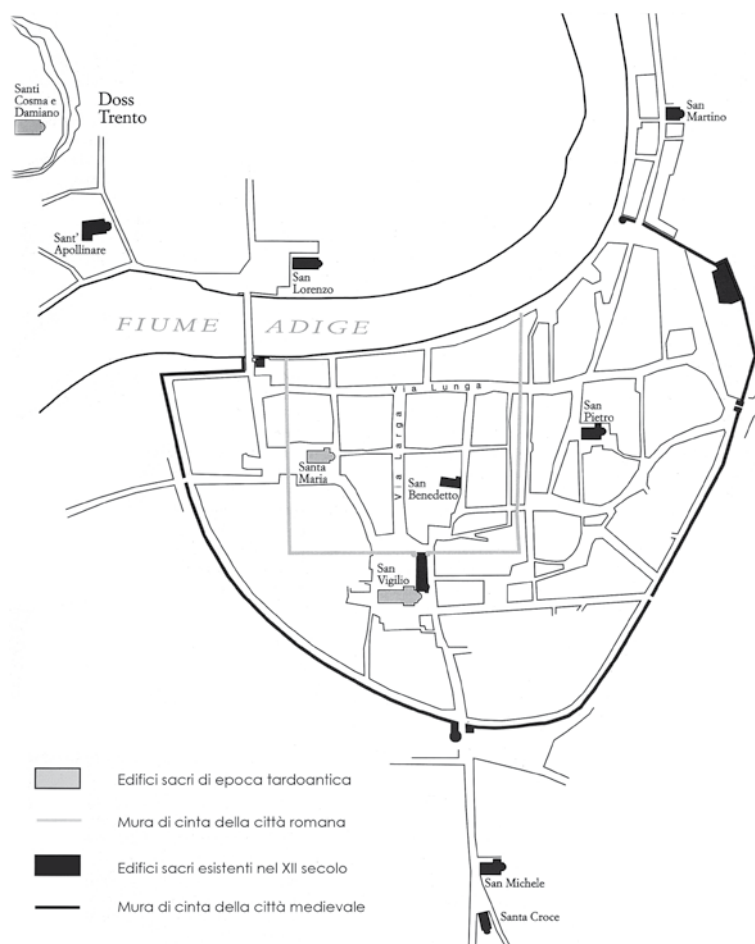 Santi
Cosma e
Damiano
Doss
Trento
San
Martino
Sant'
Apollinare
San
Lorenzo
FIUME ADIGE
Via Lunga
San
Pietro
Santa
Maria
Via Larga
San
Benedetto
San
Vigilio
Edifici sacri di epoca tardoantica
Mura di cinta della città romana
Edifici sacri esistenti nel XII secolo
Mura di cinta della città medievale
San Michele
Santa Croce